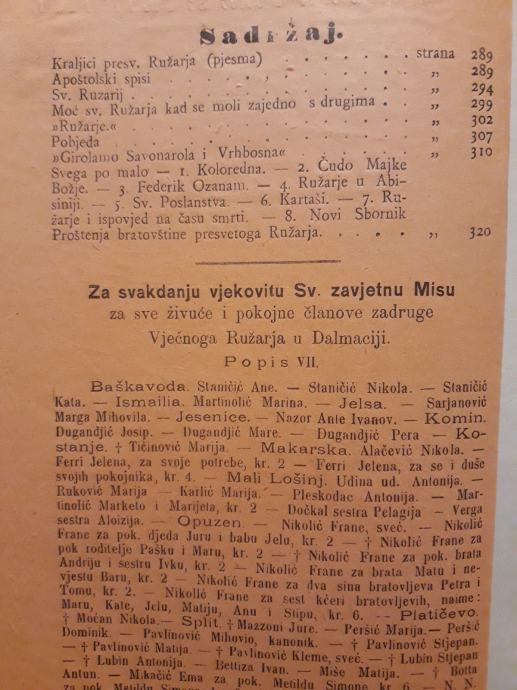 Sadržaj.
Kraljici presv. Ružarja (pjesma) . . . . . strana 289
Apoštolski spisi . . . . . . . . „ 289
Sv. Ruzarij . . . . . . . . „ 294
Moć sv. Ružarja kad se moli zajedno s drugima . „ 299
»Ružarje.« . . . . . . . . „ 302
Pobjeda . . . . . . . . „ 307
»Girolamo Savonarola i Vrhbosna« . . . . „ 310
Svega po malo — 1. Koloredna. — 2. Čudo Majke
Božje. — 3. Federik Ozanam. — 4. Ružarje u Abi-
siniji. — 5. Sv. Poslanstva. — 6. Kartaši. — 7. Ru-
žarje i ispovjed na času smrti. — 8. Novi Sbornik
Proštenja bratovštine presvetoga Ružarja. . . . „ 320
Za svakdanju vjekovitu Sv. zavjetnu Misu
za sve živuće i pokojne članove zadruge
Vječnoga Ružarja u Dalmaciji.
Popis VII.
Baškavoda. Staničić Ane. — Staničić Nikola. — Staničić
Kata. — Ismailia. Martinolić Marina. — Jelsa. — Sarjanović
Marga Mihovila. — Jesenice. — Nazor Ante Ivanov. — Komin.
Dugandjić Josip. — Dugandjić Mare. — Dugandjić Pera — Ko-
stanje. † Tičinović Marija. — Makarska. Alačević Nikola. —
Ferri Jelena, za svoje potrebe, kr. 2 — Ferri Jelena, za se i duše
svojih pokojnika, kr. 4. — Mali Lošinj. Udina ud. Antonija. —
Ruković Marija — Karlić Marija. — Pleskodac Antonija. — Mar-
tinolić Marketo i Marijeta, kr. 2 — Dočkal sestra Pelagija — Verga
sestra Aloizija. — Opuzen. — Nikolić Frane, sveć. — Nikolić
Frane za pok. djeda Juru i babu Jelu, kr. 2 — † Nikolić Frane za
pok roditelje Pašku i Maru, kr. 2 — † Nikolić Frane za pok. brata
Andriju i sestru Ivku, kr. 2 — Nikolić Frane za brata Matu i ne-
vjestu Baru, kr. 2 — Nikolić Frane za dva sina bratovljeva Petra i
Tomu, kr. 2. — Nikolić Frane za šest kćeri bratovljevih, naime:
Maru, Kate, Jelu, Matiju, Anu i Stipu, kr. 6. -- Platičevo.
† Moćan Nikola.— Split. † Mazzoni Jure. — Peršić Marija.— Peršić
Dominik. — Pavlinović Mihovio, kanonik. — † Pavlinović Stjepan.
— † Pavlinović Matija. — † Pavlinović Kleme, sveć. — † Lubin Stjepan
— † Lubin Antonija. — Bettiza Ivan. — Miše Matija. — † Botta
Antun. — Mikačić Ema za pok. Metildu Simone kr. 6. — N. N.